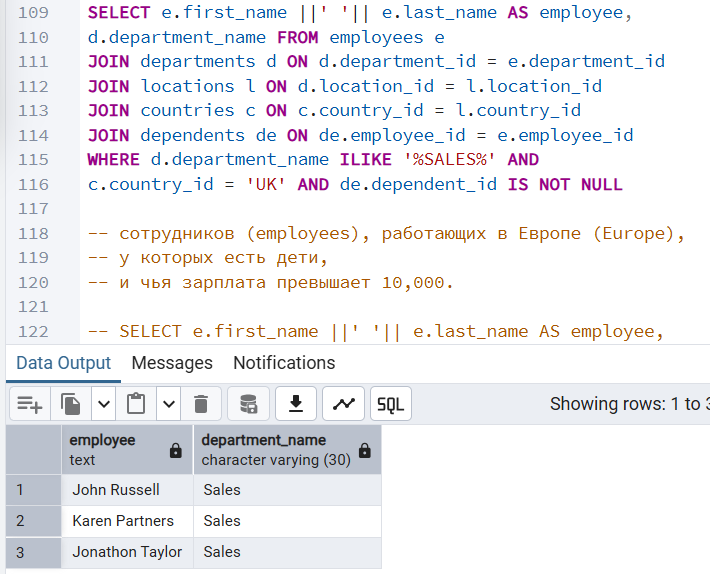 109 SELECT e.first_name ||' '|| e.last_name AS employee,
110 d.department_name FROM employees e
111 JOIN departments d ON d.department_id = e.department_id
112 JOIN locations l ON d.location_id = l.location_id
113 JOIN countries c ON c.country_id = l.country_id
114 JOIN dependents de ON de.employee_id = e.employee_id
115 WHERE d.department_name ILIKE '%SALES%' AND
116 c.country_id = 'UK' AND de.dependent_id IS NOT NULL
117
118 -- сотрудников (employees), работающих в Европе (Europe),
119 -- у которых есть дети,
120 -- и чья зарплата превышает 10,000.
121
122 -- SELECT e.first_name ||' '|| e.last_name AS employee,
Data Output Messages Notifications
SQL Showing rows: 1 to 3
employee department_name
text character varying (30)
1 John Russell Sales
2 Karen Partners Sales
3 Jonathon Taylor Sales